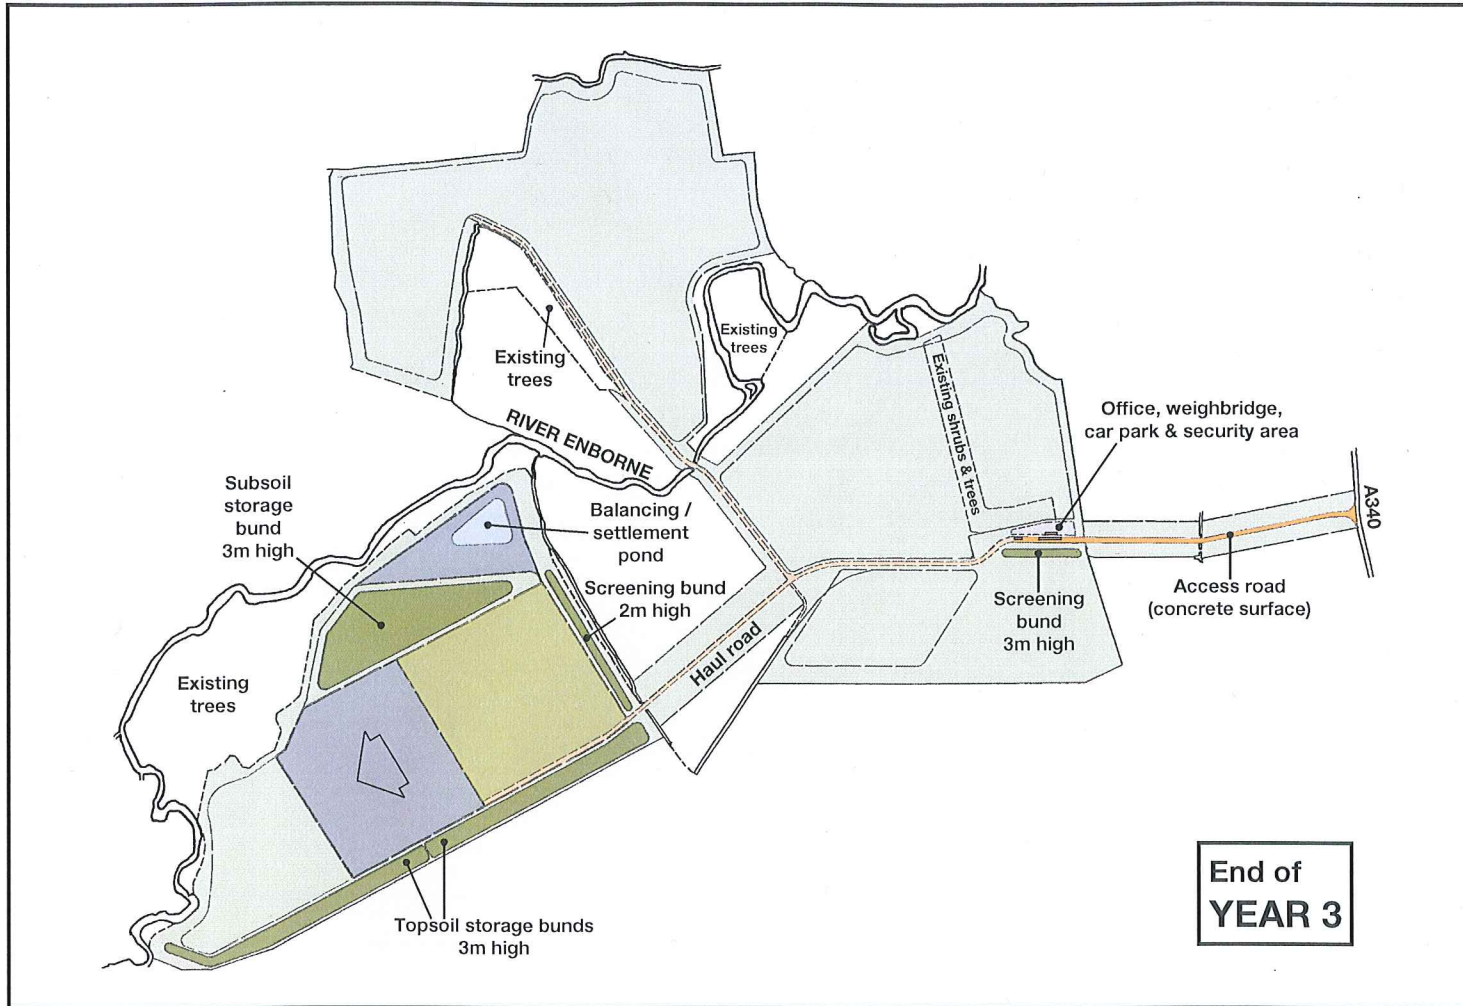 Existing
trees
Existing
trees
Existing shrubs & trees
Office, weighbridge,
car park & security area
RIVER ENBORNE
A340
Subsoil
storage
bund
3m high
Balancing /
settlement
pond
Screening bund
2m high
Access road
(concrete surface)
Screening
bund
3m high
Haul road
Existing
trees
Topsoil storage bunds
3m high
End of
YEAR 3